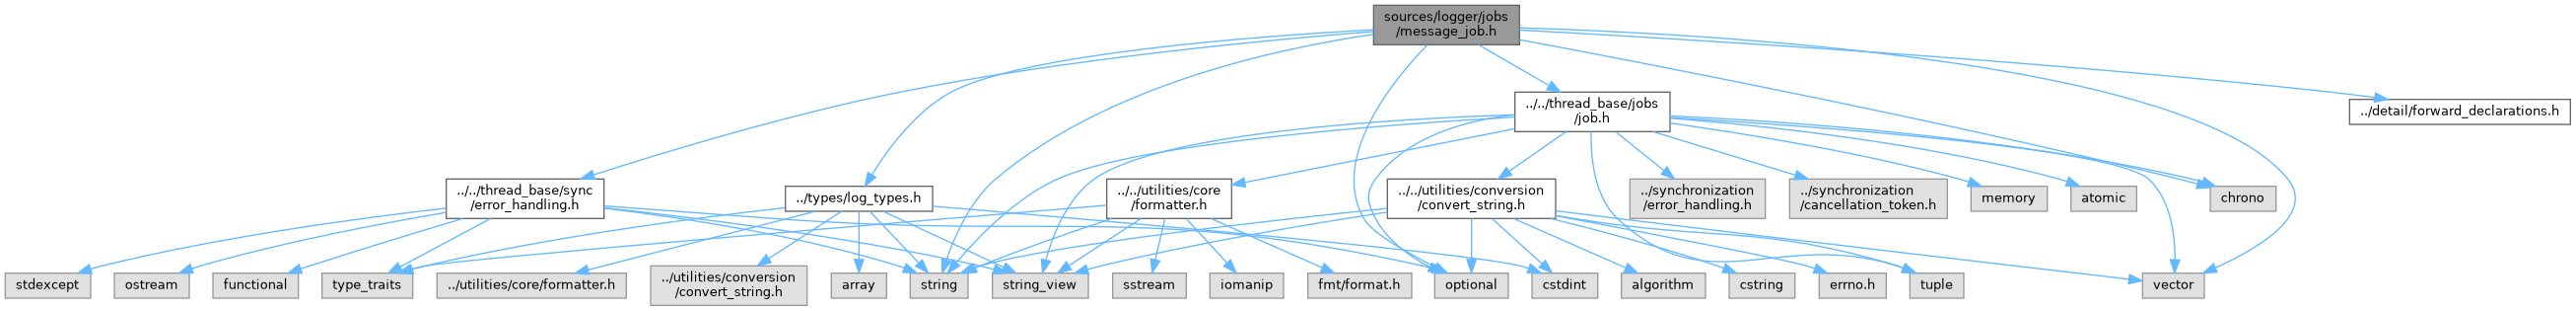 sources/logger/jobs
/message_job.h
../../thread_base/jobs
/job.h
../detail/forward_declarations.h
../../thread_base/sync
/error_handling.h
../types/log_types.h
../../utilities/core
/formatter.h
../../utilities/conversion
/convert_string.h
../synchronization
/error_handling.h
../synchronization
/cancellation_token.h
memory
atomic
chrono
stdexcept
ostream
functional
type_traits
../utilities/core/formatter.h
../utilities/conversion
/convert_string.h
array
string
string_view
sstream
iomanip
fmt/format.h
optional
cstdint
algorithm
cstring
errno.h
tuple
vector